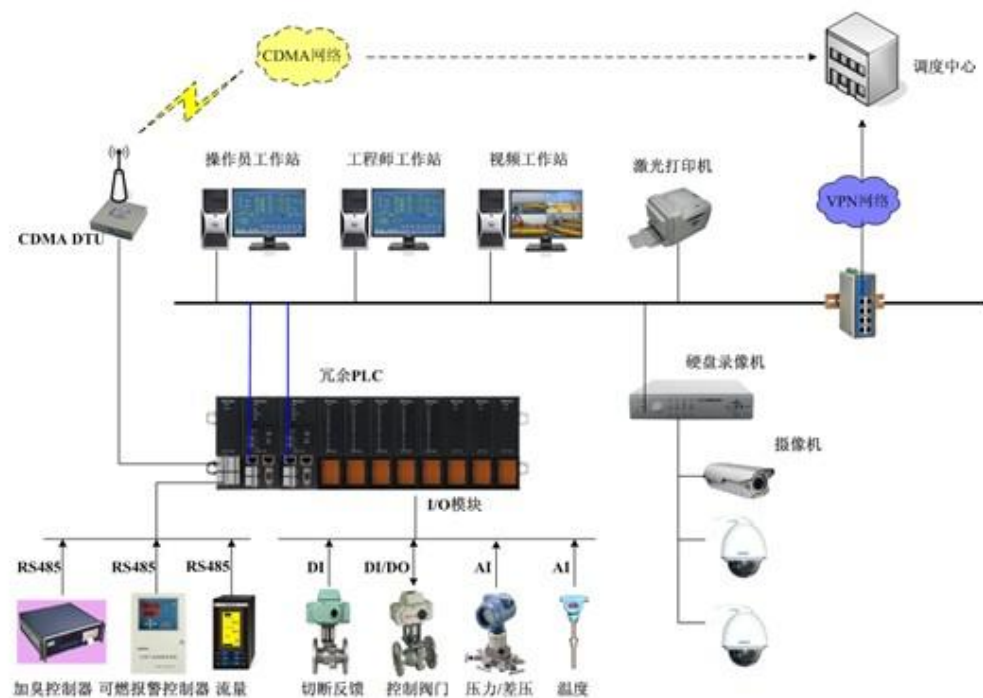 CDMA网络
调度中心
操作员工作站
工程师工作站
视频工作站
激光打印机
VPN网络
CDMA DTU
硬盘录像机
冗余PLC
摄像机
I/O模块
RS485
RS485
RS485
DI
DI/DO
AI
AI
加臭控制器
可燃报警控制器
流量
切断反馈
控制阀门
压力/差压
温度